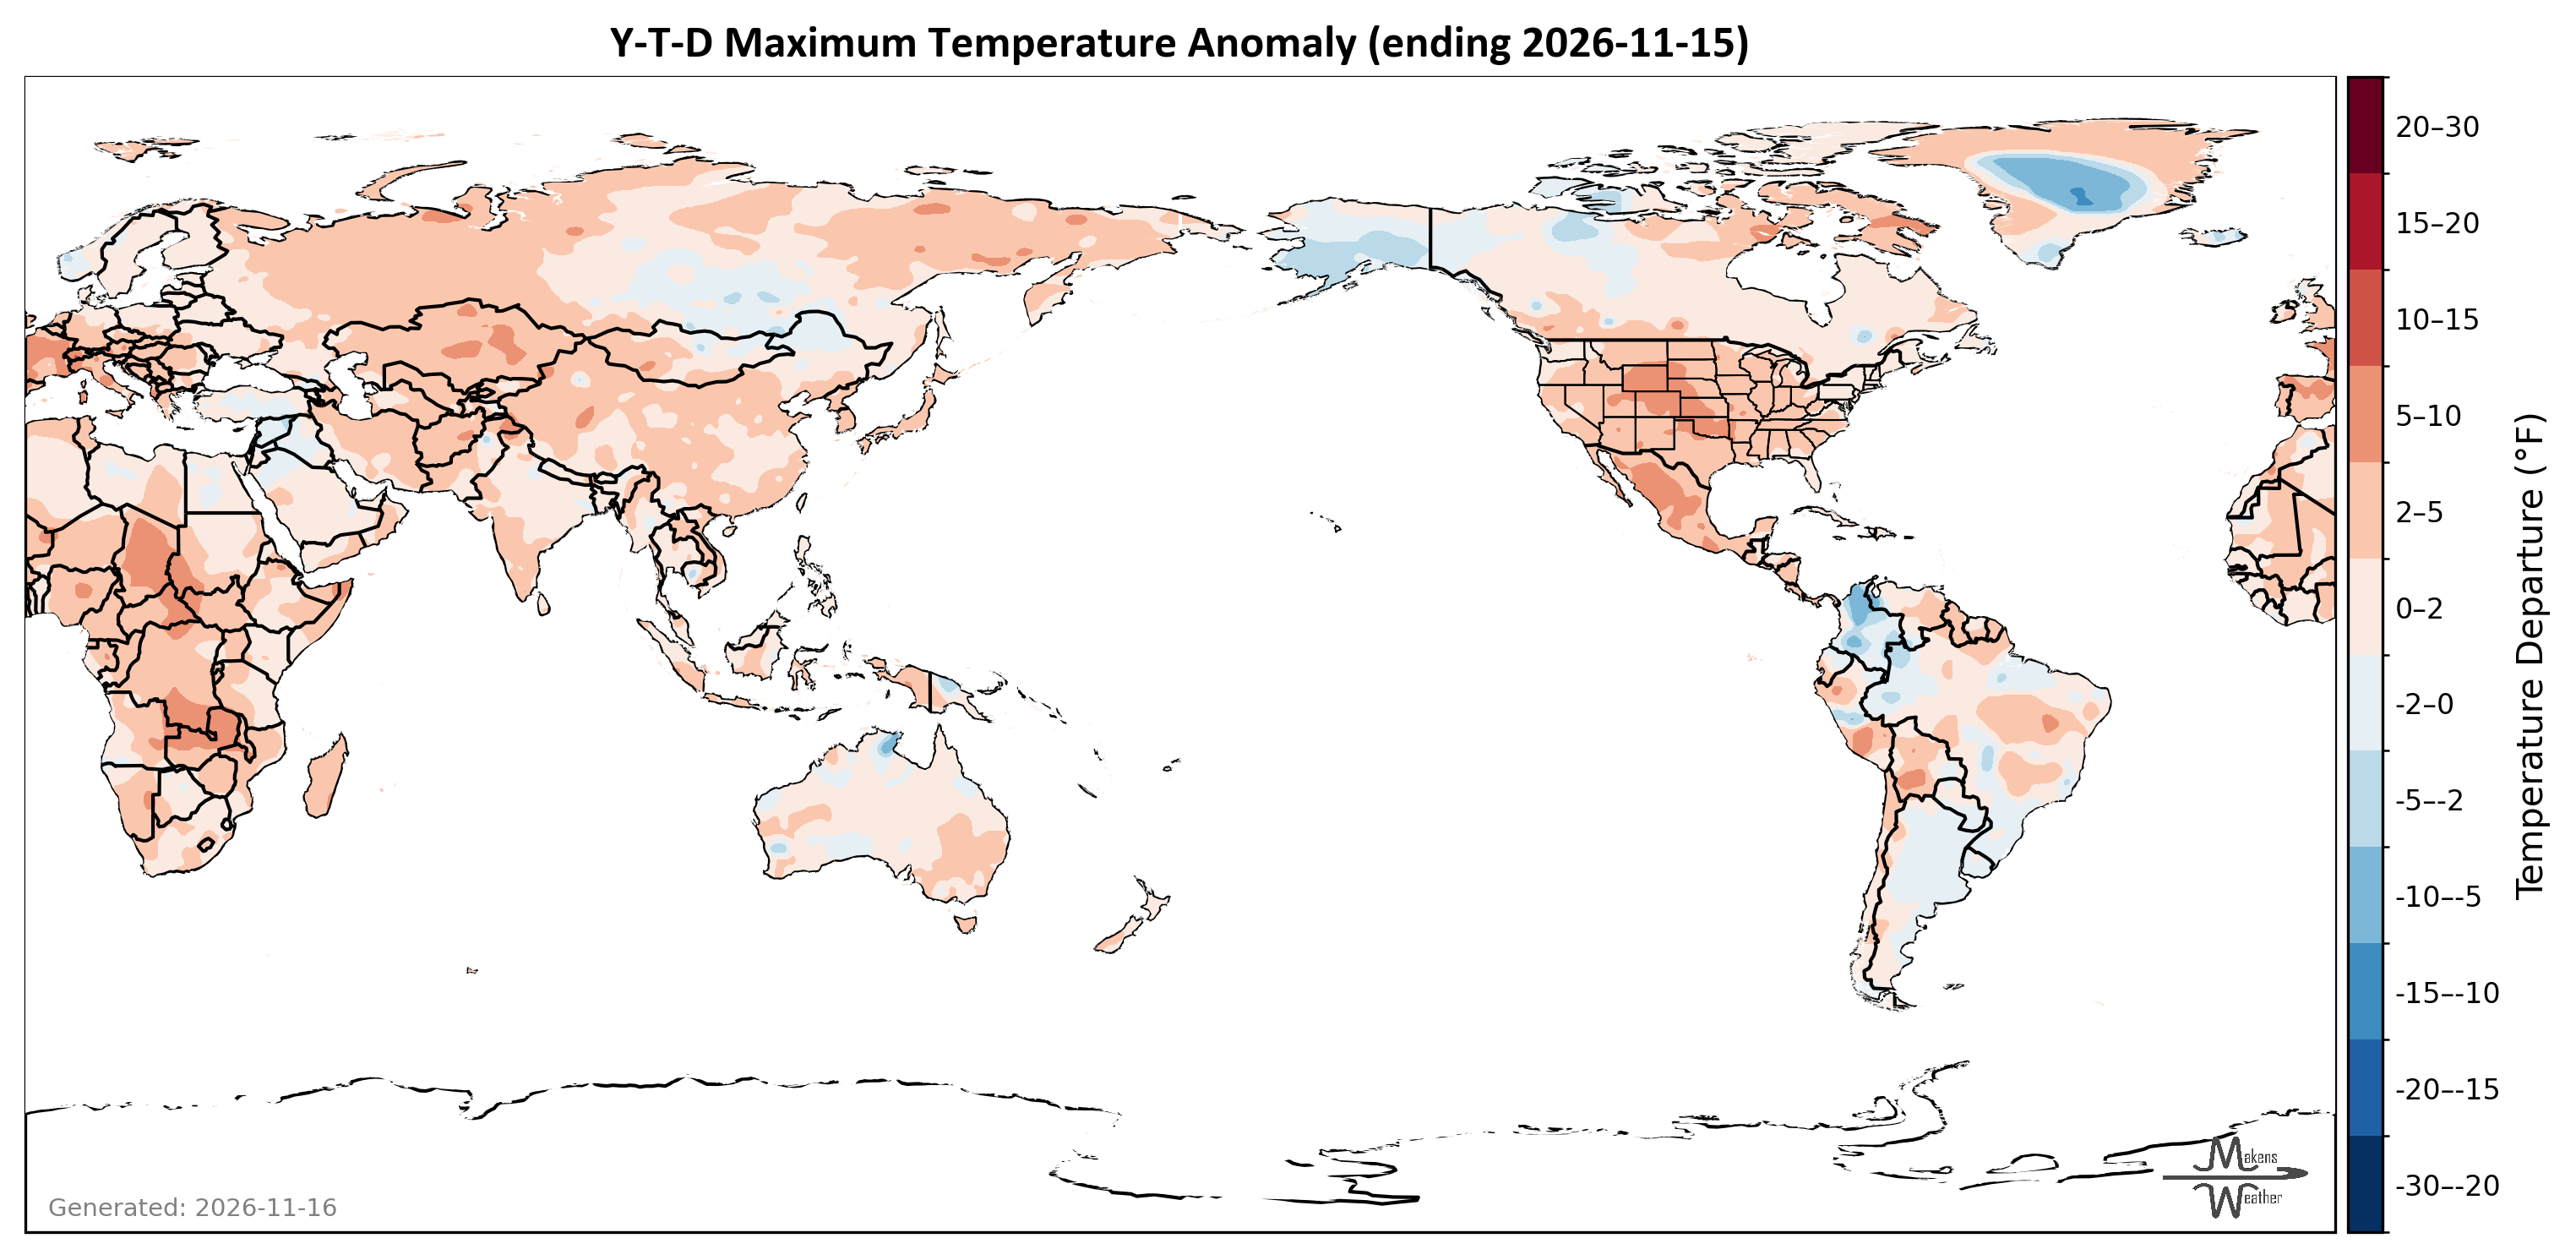 Y-T-D Maximum Temperature Anomaly (ending 2026-11-15)
20–30
15–20
10–15
5–10
2–5
0–2
-2–0
-5–-2
-10–-5
-15–-10
-20–-15
-30–-20
Temperature Departure (°F)
Generated: 2026-11-16
Makens
Weather